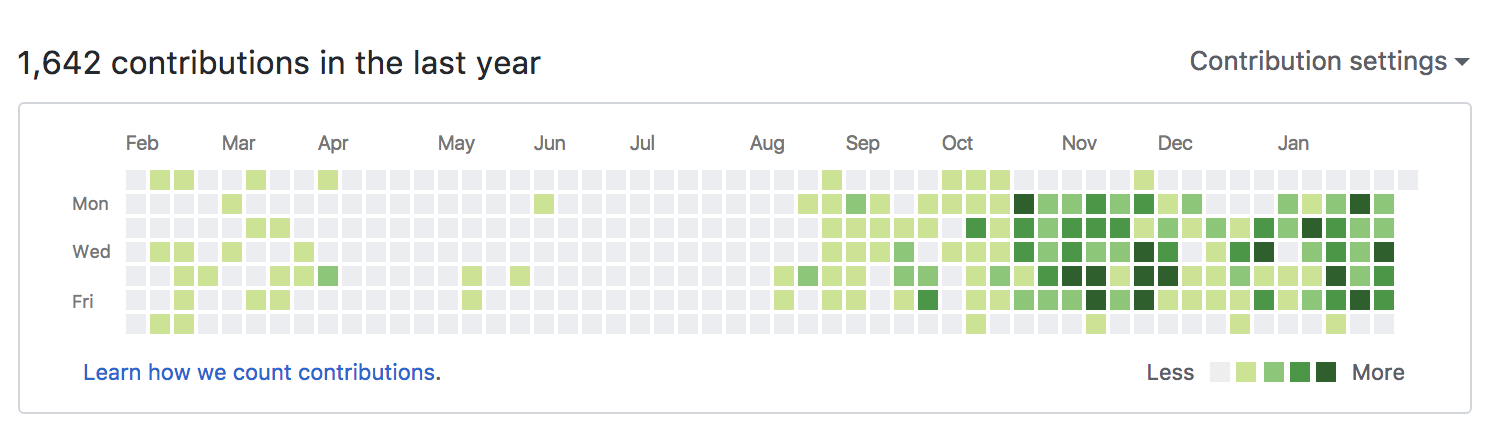 1,642 contributions in the last year
Contribution settings
Feb Mar Apr May Jun Jul Aug Sep Oct Nov Dec Jan
Mon
Wed
Fri
Learn how we count contributions.
Less More